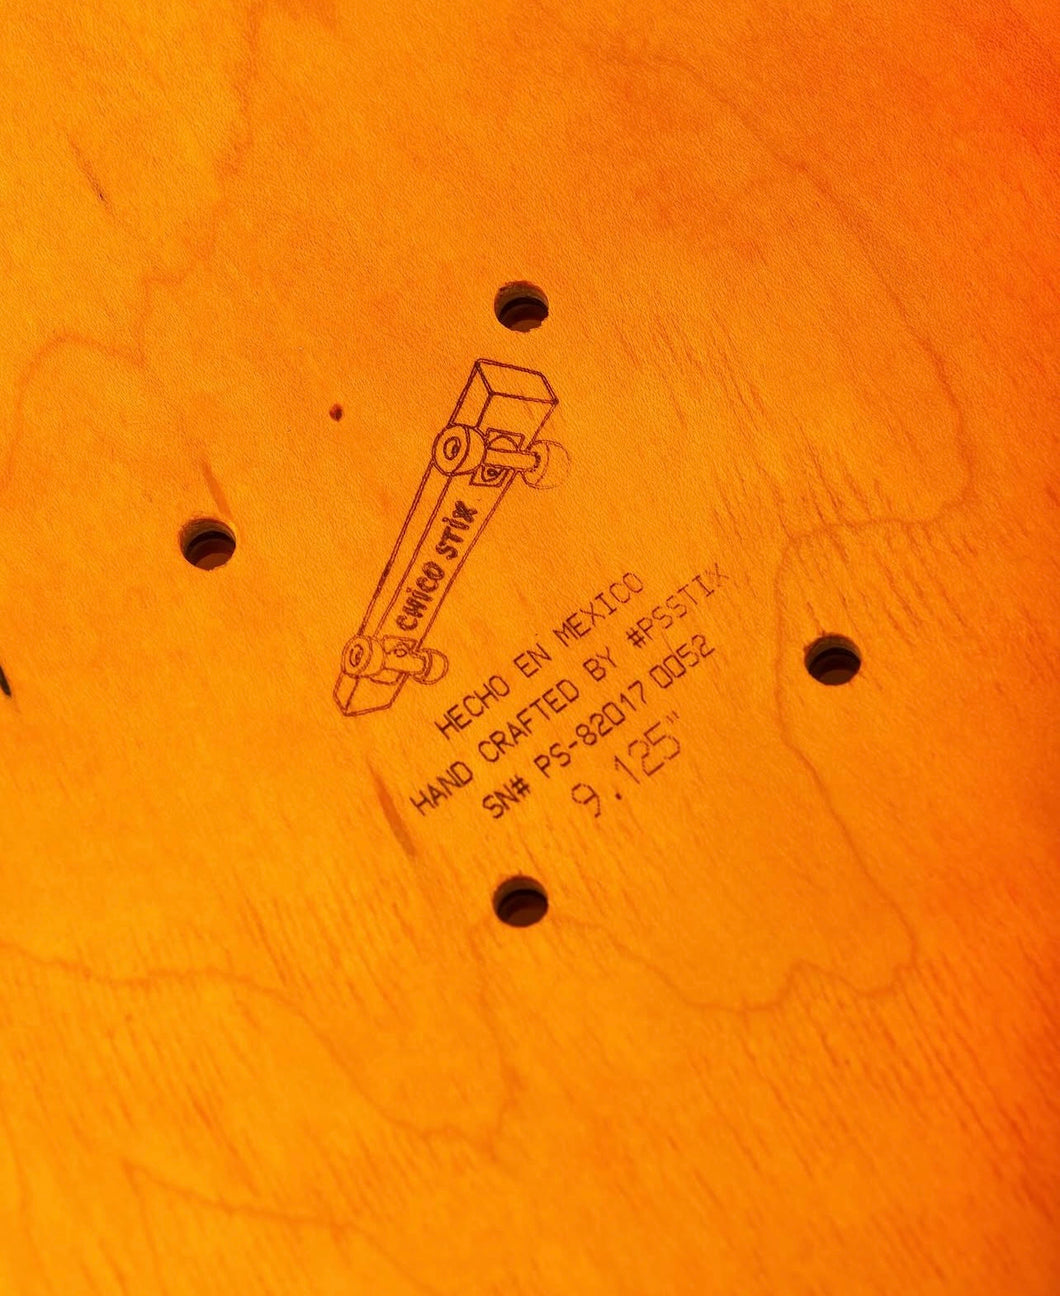 CHICO STIX
HECHO EN MEXICO
HAND CRAFTED BY #PSSTIX
SN# PS-82017 0052
9.125"